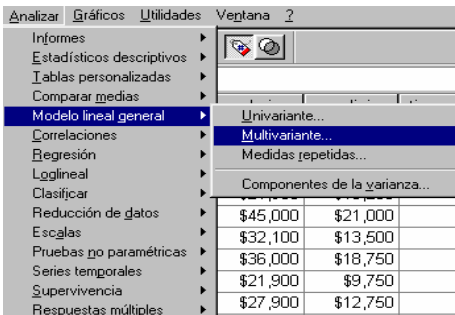 Analizar Gráficos Utilidades Ventana ?
Informes
Estadísticos descriptivos
Tablas personalizadas
Comparar medias
Modelo lineal general
Correlaciones
Regresión
Loglineal
Clasificar
Reducción de datos
Escalas
Pruebas no paramétricas
Series temporales
Supervivencia
Respuestas múltiples
Univariante...
Multivariante...
Medidas repetidas...
Componentes de la varianza...
$45,000 $21,000
$32,100 $13,500
$36,000 $18,750
$21,900 $9,750
$27,900 $12,750